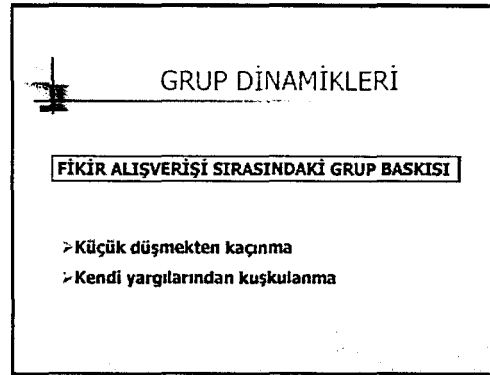 GRUP DİNAMİKLERİ
FİKİR ALIŞVERİŞİ SIRASINDAKİ GRUP BASKISI
➢Küçük düşmekten kaçınma
➢Kendi yargılarından kuşkulanma